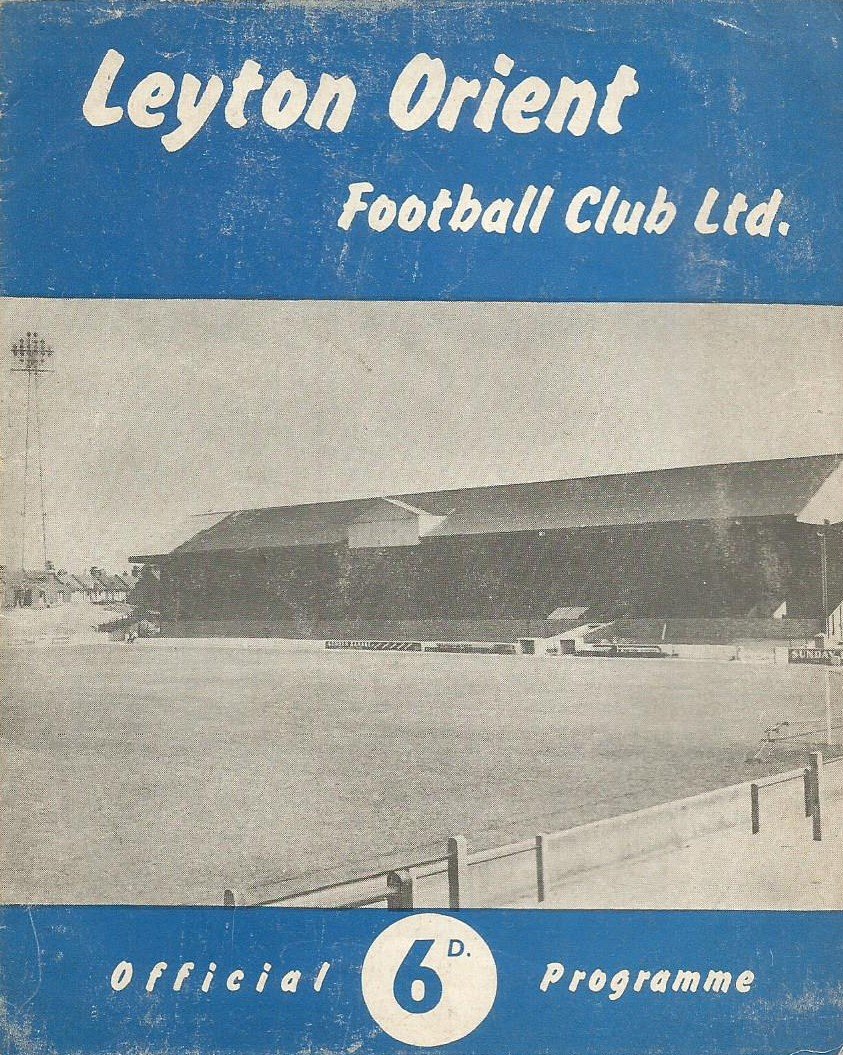 Leyton Orient
Football Club Ltd.
SUNDAY
Official 6D. Programme